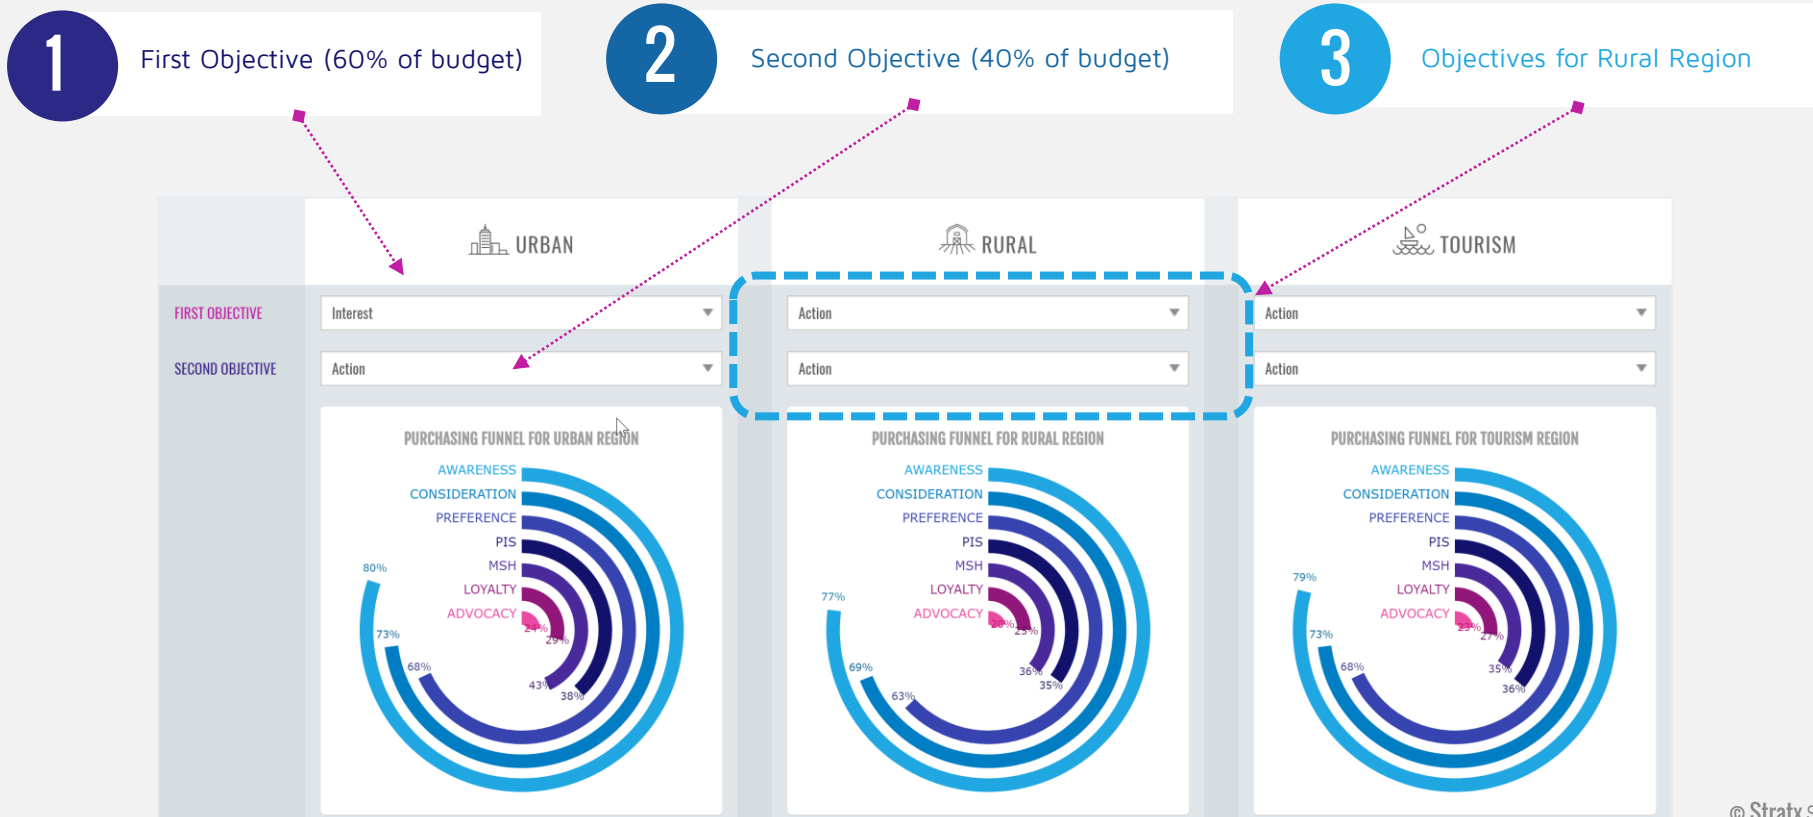 1
First Objective (60% of budget)
2
Second Objective (40% of budget)
3
Objectives for Rural Region
URBAN
RURAL
TOURISM
FIRST OBJECTIVE
Interest
Action
Action
SECOND OBJECTIVE
Action
Action
Action
PURCHASING FUNNEL FOR URBAN REGION
AWARENESS
CONSIDERATION
PREFERENCE
PIS
MSH
LOYALTY
ADVOCACY
80%
73%
68%
38%
43%
29%
24%
PURCHASING FUNNEL FOR RURAL REGION
AWARENESS
CONSIDERATION
PREFERENCE
PIS
MSH
LOYALTY
ADVOCACY
77%
69%
63%
35%
36%
25%
20%
PURCHASING FUNNEL FOR TOURISM REGION
AWARENESS
CONSIDERATION
PREFERENCE
PIS
MSH
LOYALTY
ADVOCACY
79%
73%
68%
36%
35%
27%
23%
© Stratx